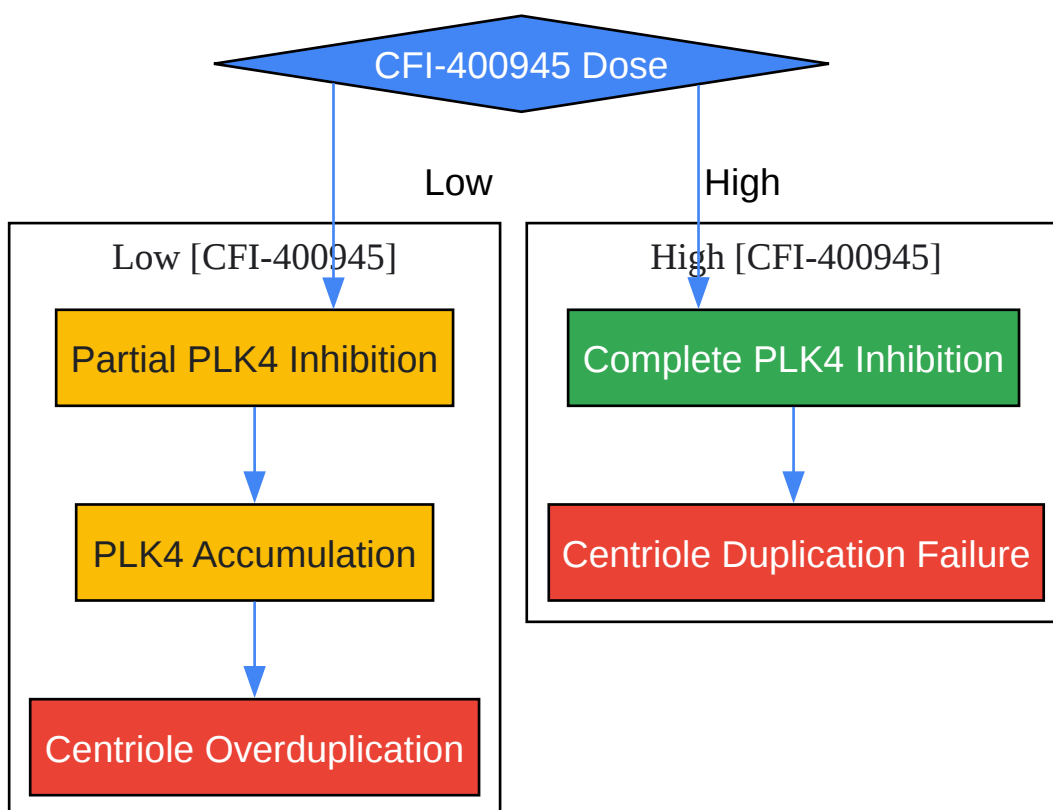 CFI-400945 Dose
Low
High
Low [CFI-400945]
High [CFI-400945]
Partial PLK4 Inhibition
Complete PLK4 Inhibition
PLK4 Accumulation
Centriole Duplication Failure
Centriole Overduplication